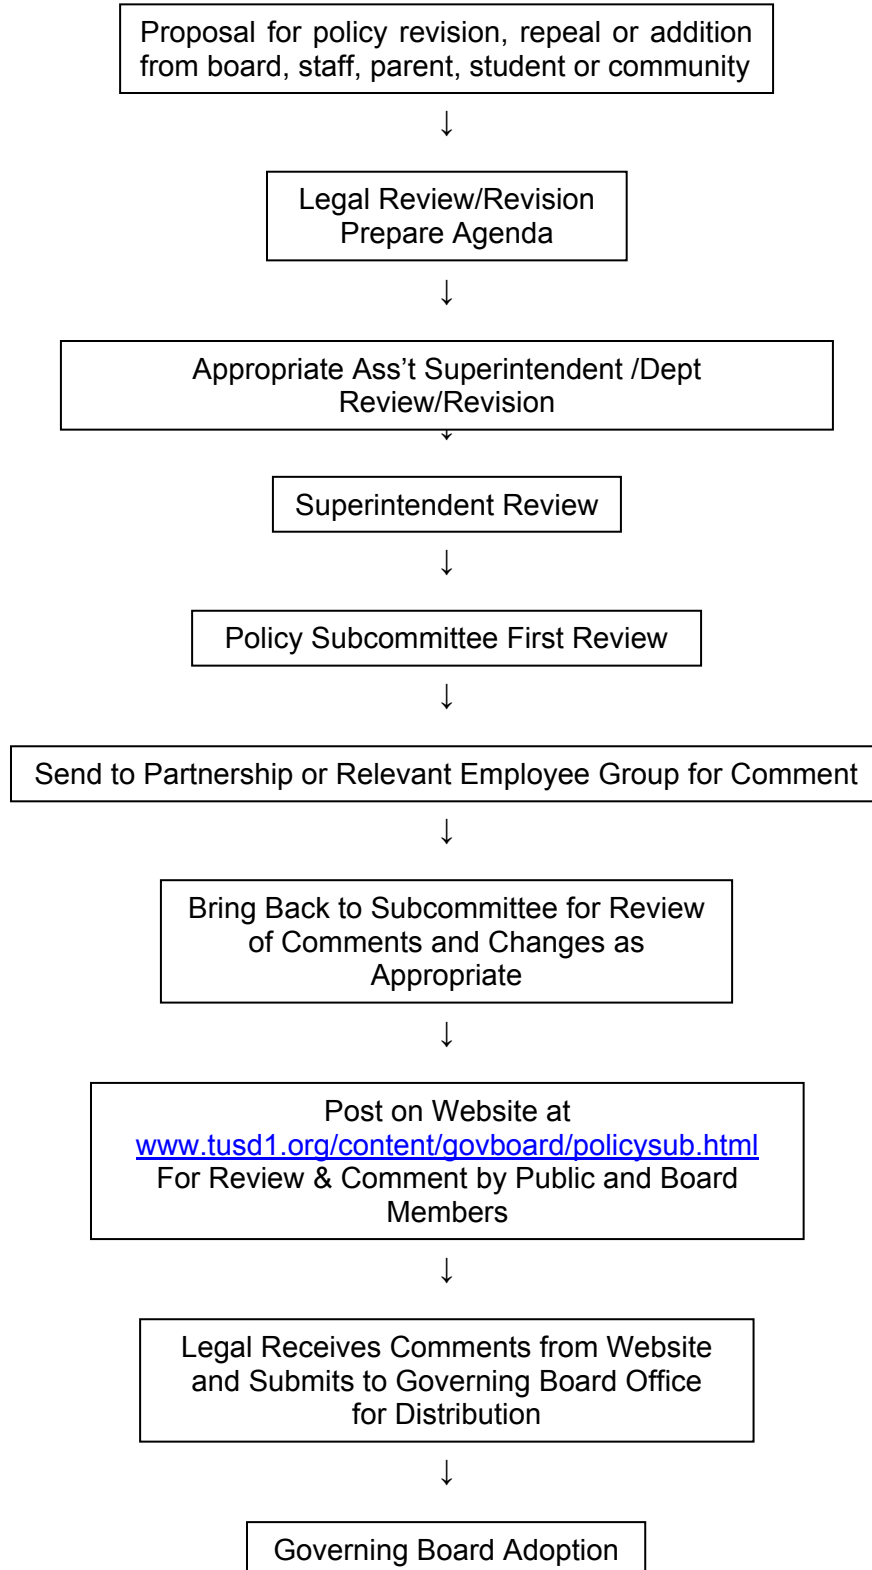 Proposal for policy revision, repeal or addition
from board, staff, parent, student or community
↓
Legal Review/Revision
Prepare Agenda
↓
Appropriate Ass't Superintendent /Dept
Review/Revision
↓
Superintendent Review
↓
Policy Subcommittee First Review
↓
Send to Partnership or Relevant Employee Group for Comment
↓
Bring Back to Subcommittee for Review
of Comments and Changes as
Appropriate
↓
Post on Website at
www.tusd1.org/content/govboard/policysub.html
For Review & Comment by Public and Board
Members
↓
Legal Receives Comments from Website
and Submits to Governing Board Office
for Distribution
↓
Governing Board Adoption